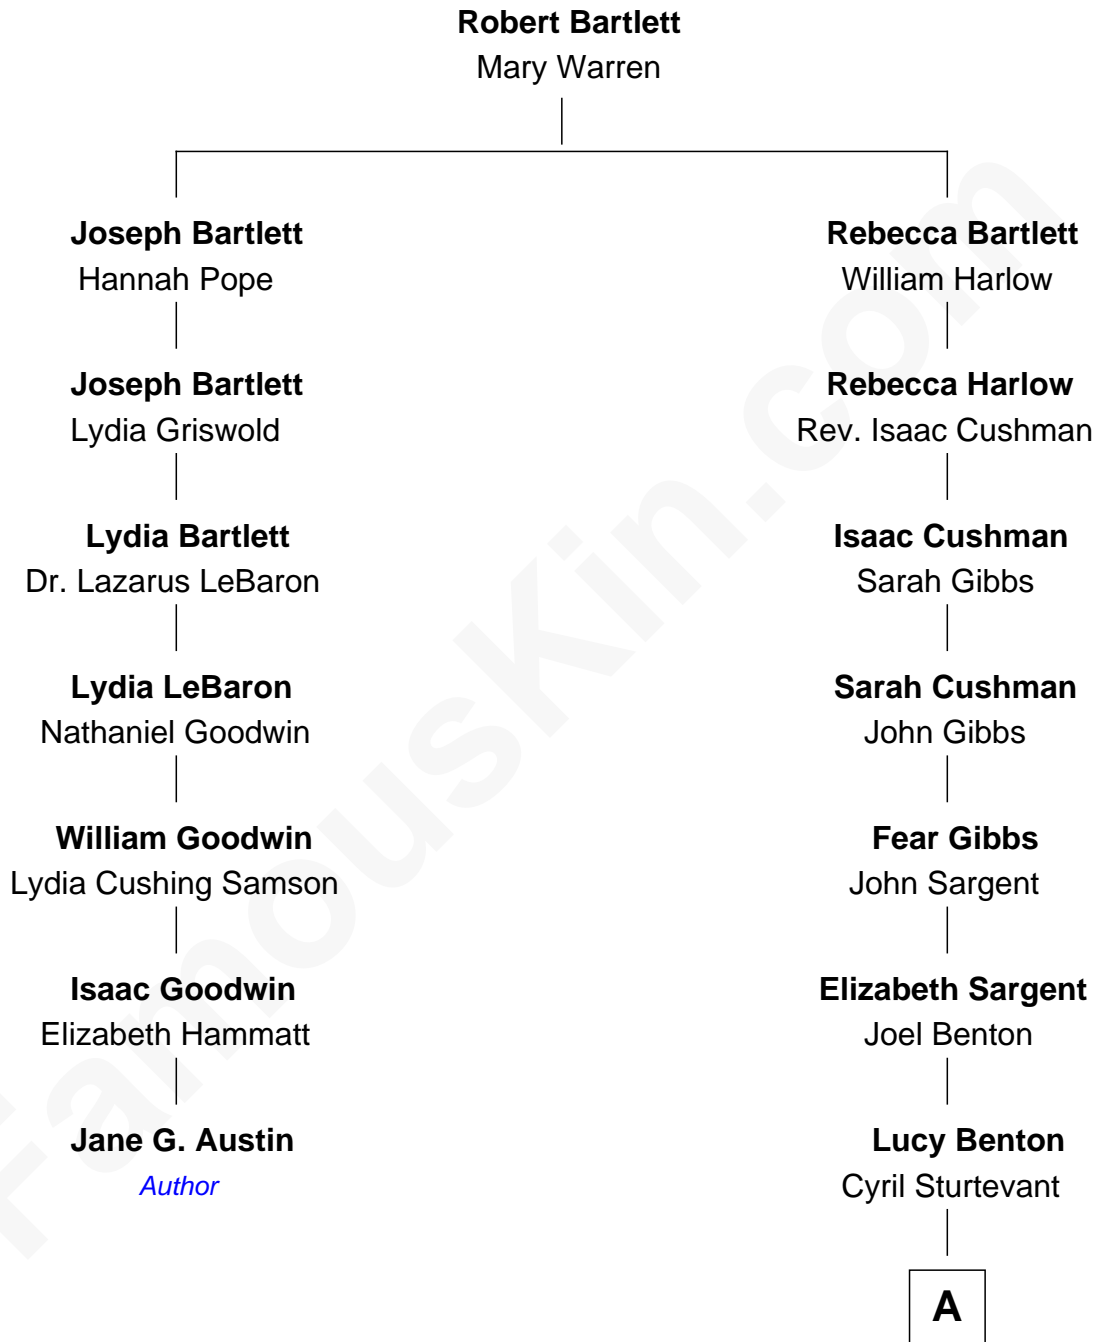 Robert Bartlett
Mary Warren
Joseph Bartlett
Hannah Pope
Joseph Bartlett
Lydia Griswold
Lydia Bartlett
Dr. Lazarus LeBaron
Lydia LeBaron
Nathaniel Goodwin
William Goodwin
Lydia Cushing Samson
Isaac Goodwin
Elizabeth Hammatt
Jane G. Austin
Author
Rebecca Bartlett
William Harlow
Rebecca Harlow
Rev. Isaac Cushman
Isaac Cushman
Sarah Gibbs
Sarah Cushman
John Gibbs
Fear Gibbs
John Sargent
Elizabeth Sargent
Joel Benton
Lucy Benton
Cyril Sturtevant
A
FamousKin.com